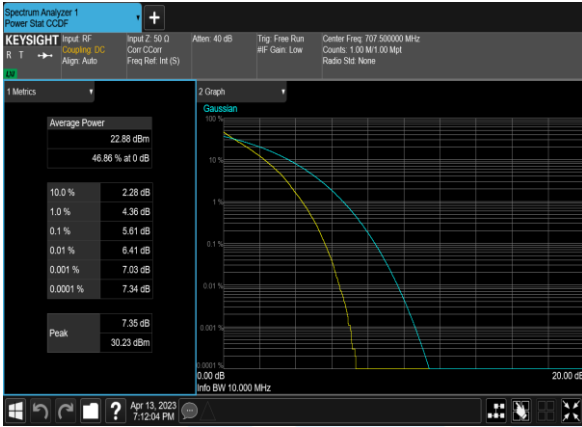 Spectrum Analyzer 1
Power Stat CCDF
+
KEYSIGHT
R T
LXI
Input: RF
Coupling: DC
Align: Auto
Input Z: 50 Ω
Corr CCorr
Freq Ref: Int (S)
Atten: 40 dB
Trig: Free Run
#IF Gain: Low
Center Freq: 707.500000 MHz
Counts: 1.00 M/1.00 Mpt
Radio Std: None
1 Metrics
Average Power
22.88 dBm
46.86 % at 0 dB
10.0 % 2.28 dB
1.0 % 4.36 dB
0.1 % 5.61 dB
0.01 % 6.41 dB
0.001 % 7.03 dB
0.0001 % 7.34 dB
Peak
7.35 dB
30.23 dBm
2 Graph
Gaussian
100 %
10 %
1 %
0.1 %
0.01 %
0.001 %
0.0001 %
0.00 dB
20.00 dB
Info BW 10.000 MHz
?
Apr 13, 2023
7:12:04 PM